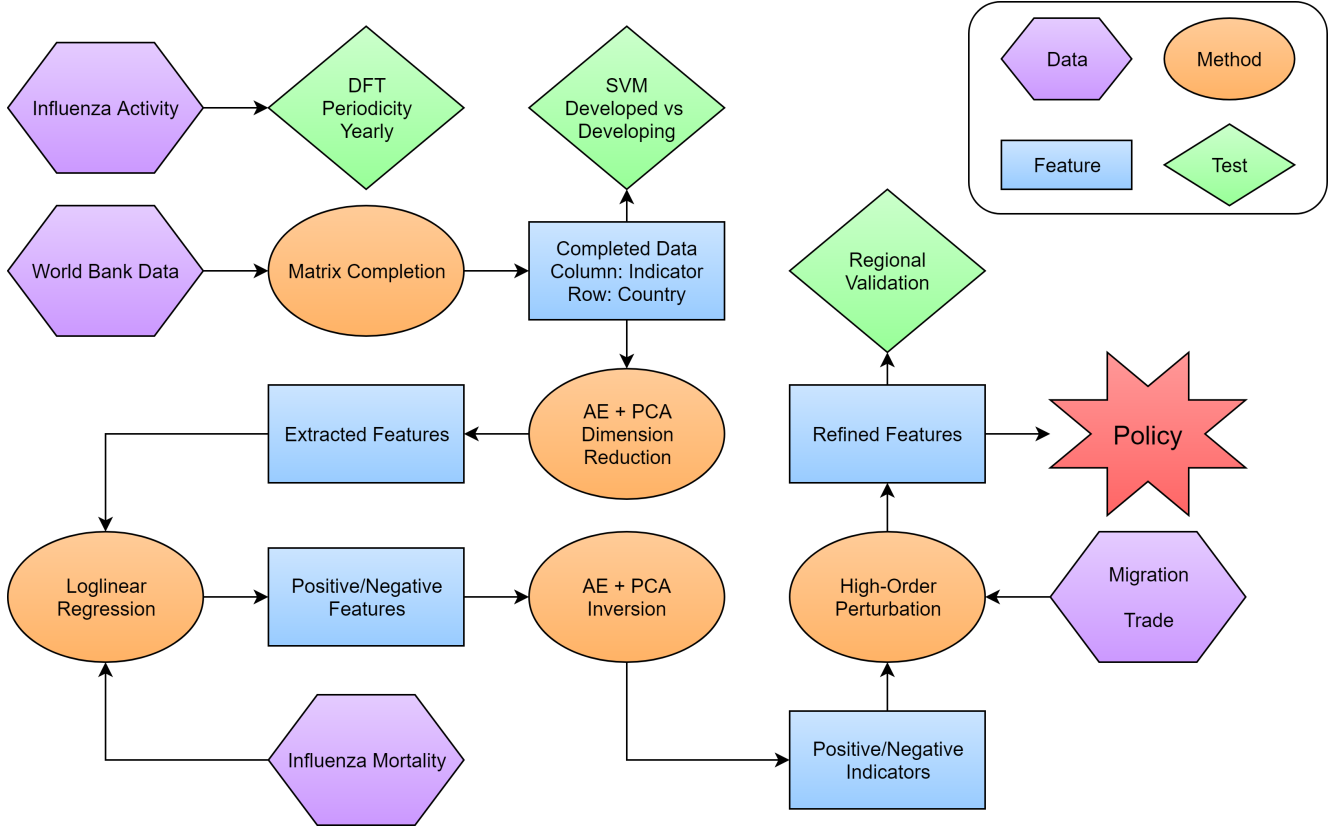 Influenza Activity
DFT
Periodicity
Yearly
SVM
Developed vs
Developing
Data
Method
Feature
Test
World Bank Data
Matrix Completion
Completed Data
Column: Indicator
Row: Country
Regional
Validation
Extracted Features
AE + PCA
Dimension
Reduction
Refined Features
Policy
Loglinear
Regression
Positive/Negative
Features
AE + PCA
Inversion
High-Order
Perturbation
Migration
Trade
Influenza Mortality
Positive/Negative
Indicators